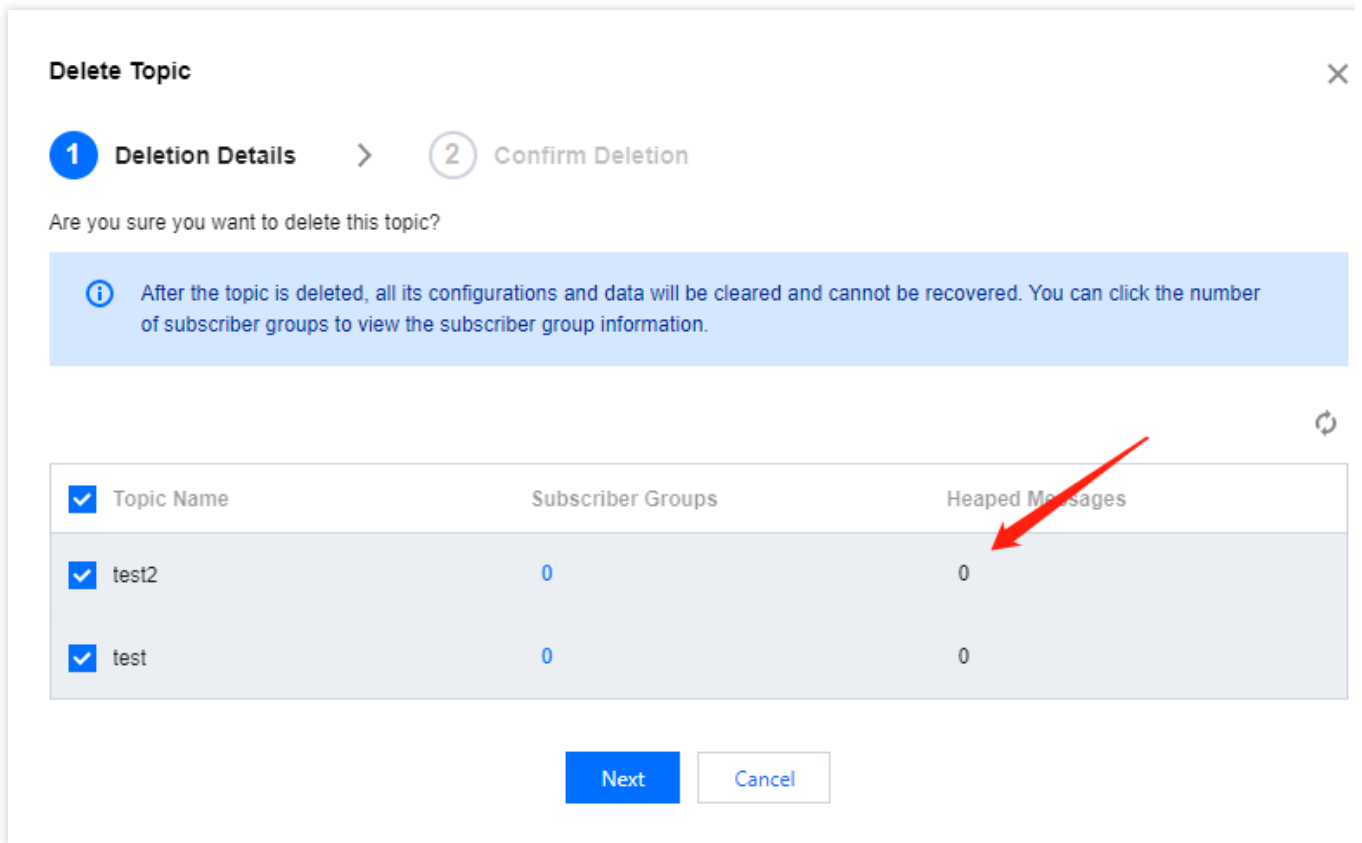 Delete Topic
1 Deletion Details 2 Confirm Deletion
Are you sure you want to delete this topic?
After the topic is deleted, all its configurations and data will be cleared and cannot be recovered. You can click the number
of subscriber groups to view the subscriber group information.
Topic Name Subscriber Groups Heaped Messages
test2 0 0
test 0 0
Next Cancel